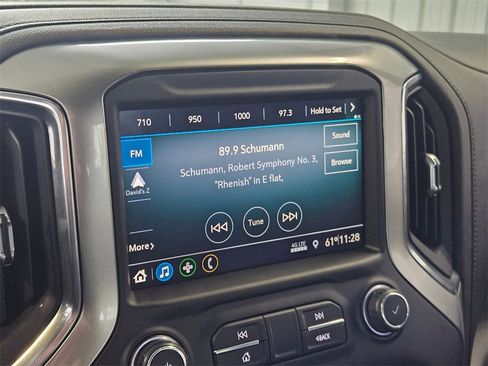 710 950 1000 97.3 Hold to Set
FM
89.9 Schumann
Sound
Schumann, Robert Symphony No. 3,
"Rhenish" in E flat,
Browse
David's Z
Tune
More
4G LTE
61° 11:28
BACK